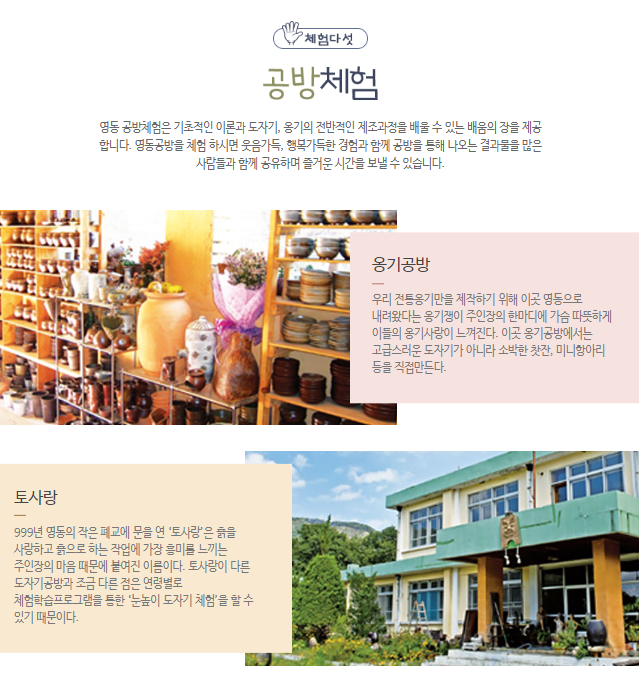 체험다섯
공방체험
영동 공방체험은 기초적인 이론과 도자기, 옹기의 전반적인 제조과정을 배울 수 있는 배움의 장을 제공
합니다. 영동공방을 체험 하시면 웃음가득, 행복가득한 경험과 함께 공방을 통해 나오는 결과물을 많은
사람들과 함께 공유하며 즐거운 시간을 보낼 수 있습니다.
옹기공방
우리 전통옹기만을 제작하기 위해 이곳 영동으로
내려왔다는 옹기쟁이 주인장의 한마디에 가슴 따뜻하게
이들의 옹기사랑이 느껴진다. 이곳 옹기공방에서는
고급스러운 도자기가 아니라 소박한 찻잔, 미니항아리
등을 직접만든다.
토사랑
999년 영동의 작은 폐교에 문을 연 ‘토사랑’은 흙을
사랑하고 흙으로 하는 작업에 가장 흥미를 느끼는
주인장의 마음 때문에 붙여진 이름이다. 토사랑이 다른
도자기공방과 조금 다른 점은 연령별로
체험학습프로그램을 통한 ‘눈높이 도자기 체험’을 할 수
있기 때문이다.